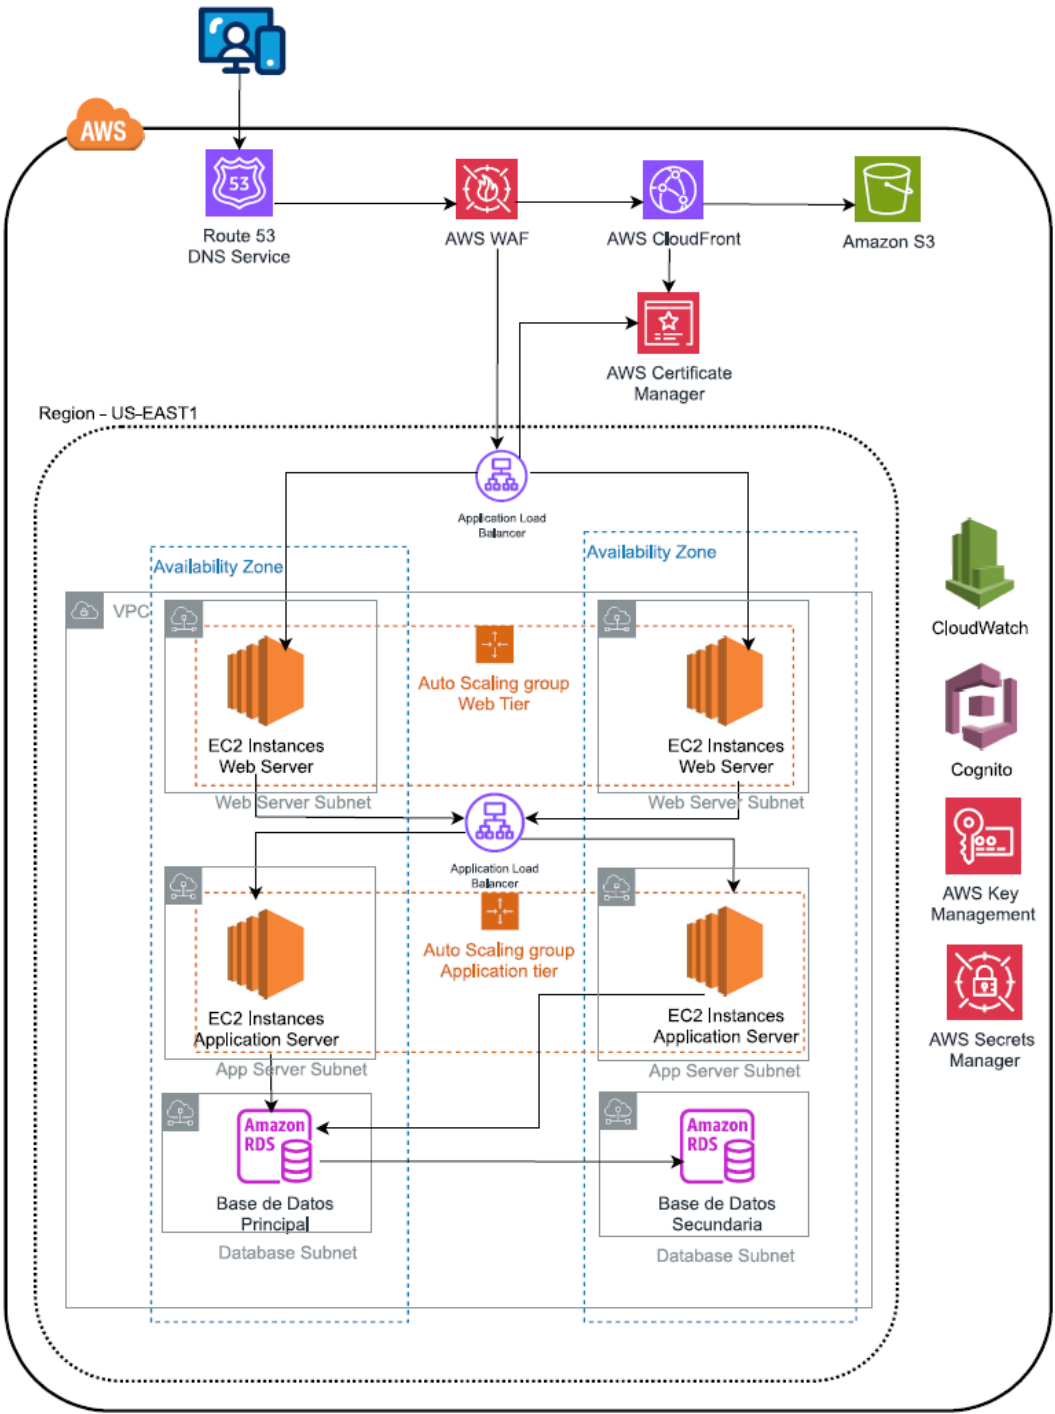 AWS
53
Route 53
DNS Service
AWS WAF
AWS CloudFront
Amazon S3
AWS Certificate
Manager
Region - US-EAST1
Application Load
Balancer
Availability Zone
Availability Zone
VPC
Auto Scaling group
Web Tier
EC2 Instances
Web Server
EC2 Instances
Web Server
Web Server Subnet
Web Server Subnet
Application Load
Balancer
Auto Scaling group
Application tier
EC2 Instances
Application Server
EC2 Instances
Application Server
App Server Subnet
App Server Subnet
Amazon
RDS
Amazon
RDS
Base de Datos
Principal
Base de Datos
Secundaria
Database Subnet
Database Subnet
CloudWatch
Cognito
AWS Key
Management
AWS Secrets
Manager